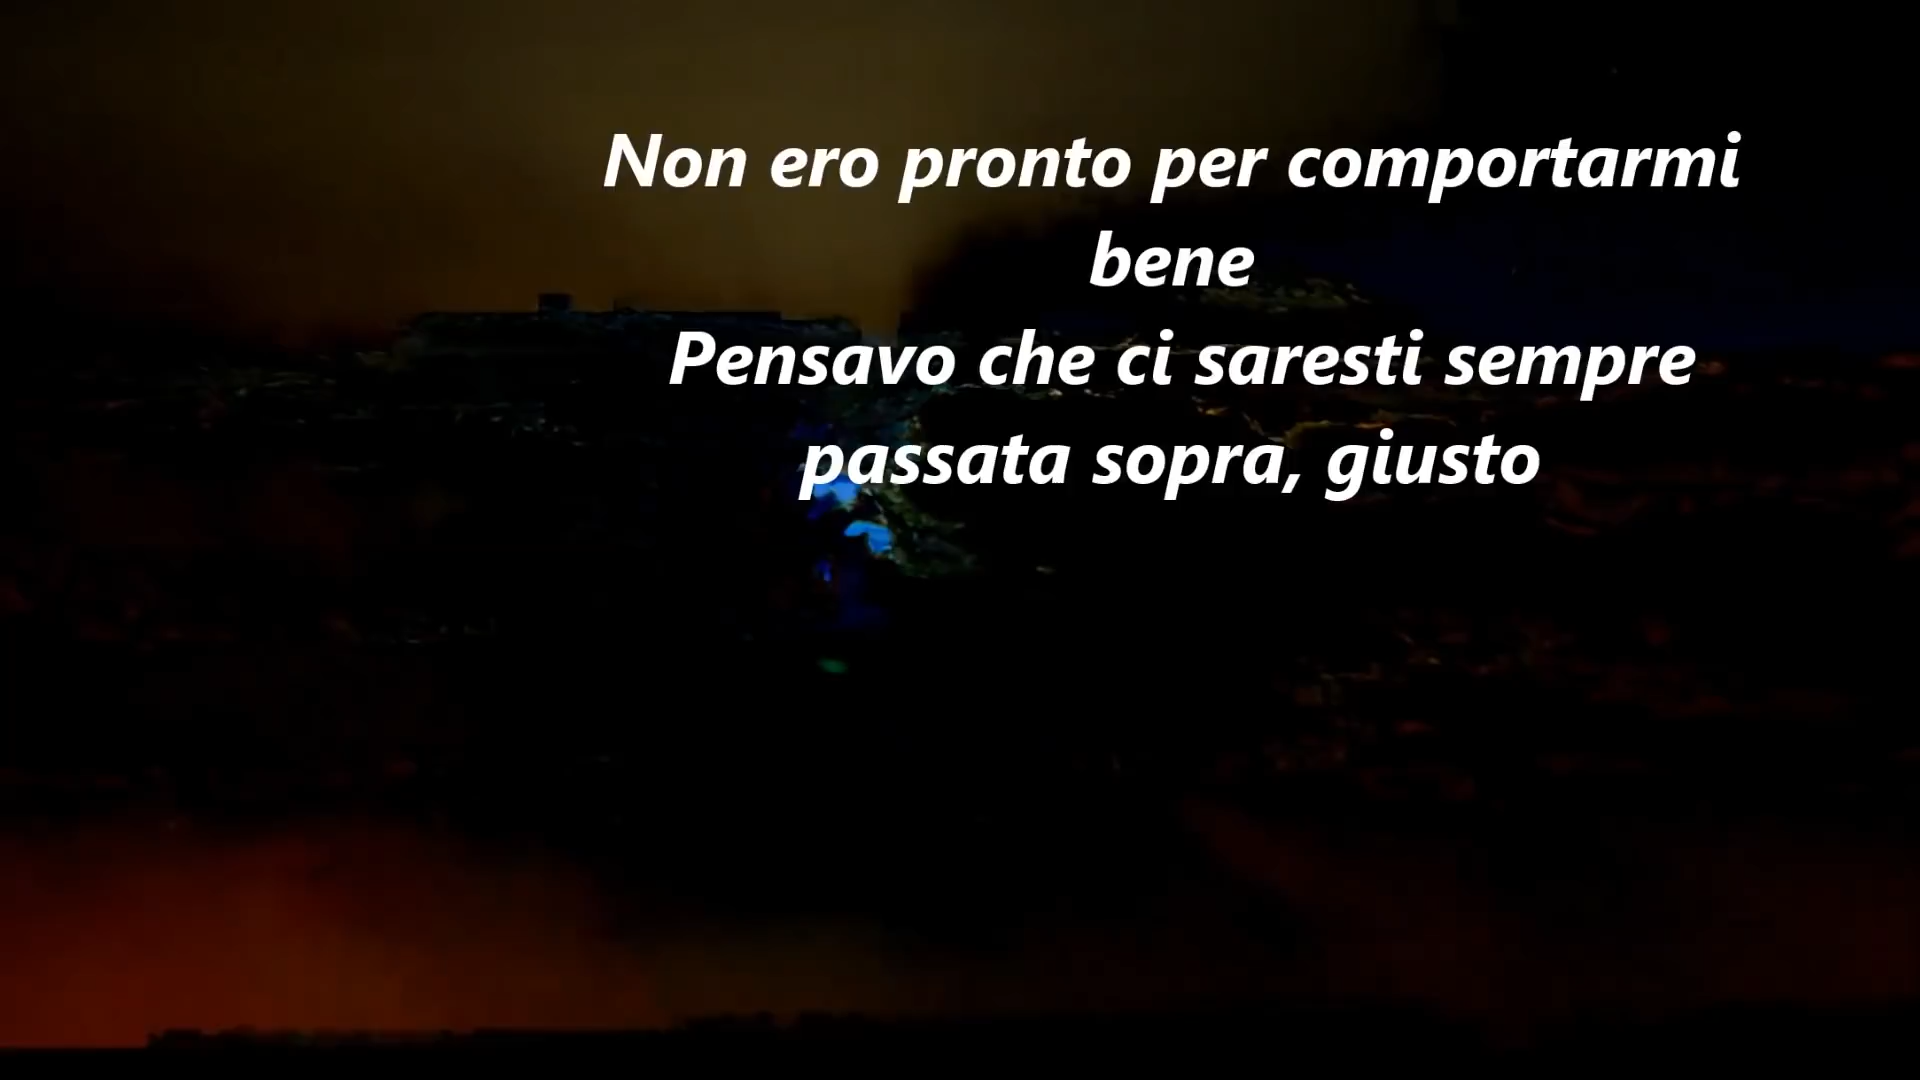 Non ero pronto per comportarmi
bene
Pensavo che ci saresti sempre
passata sopra, giusto